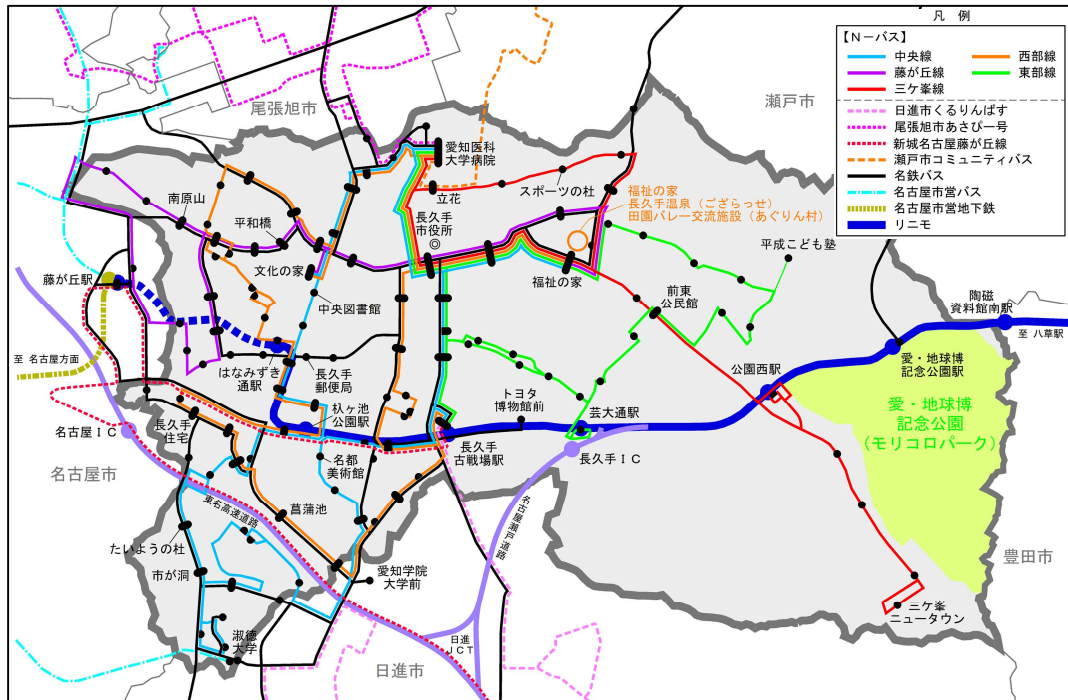 凡 例
【N−バス】
中央線
西部線
藤が丘線
東部線
三ケ峯線
日進市くるりんばす
尾張旭市あさぴー号
新城名古屋藤が丘線
瀬戸市コミュニティバス
名鉄バス
名古屋市営バス
名古屋市営地下鉄
リニモ
尾張旭市
瀬戸市
愛知医科
大学病院
立花
スポーツの杜
南原山
平和橋
長久手
市役所
福祉の家
長久手温泉（ござらっせ）
田園バレー交流施設（あぐりん村）
文化の家
福祉の家
平成こども塾
藤が丘駅
中央図書館
前東
公民館
陶磁
資料館南駅
至 八草駅
至 名古屋方面
はなみずき
通駅
長久手
郵便局
公園西駅
愛・地球博
記念公園駅
杁ヶ池
公園駅
トヨタ
博物館前
芸大通駅
愛・地球博
記念公園
（モリコロパーク）
長久手
住宅
名古屋ＩＣ
名都
美術館
長久手
古戦場駅
長久手ＩＣ
名古屋市
東名高速道路
菖蒲池
名古屋瀬戸道路
たいようの杜
豊田市
市が洞
愛知学院
大学前
三ケ峯
ニュータウン
淑徳
大学
日進
ＪＣＴ
日進市